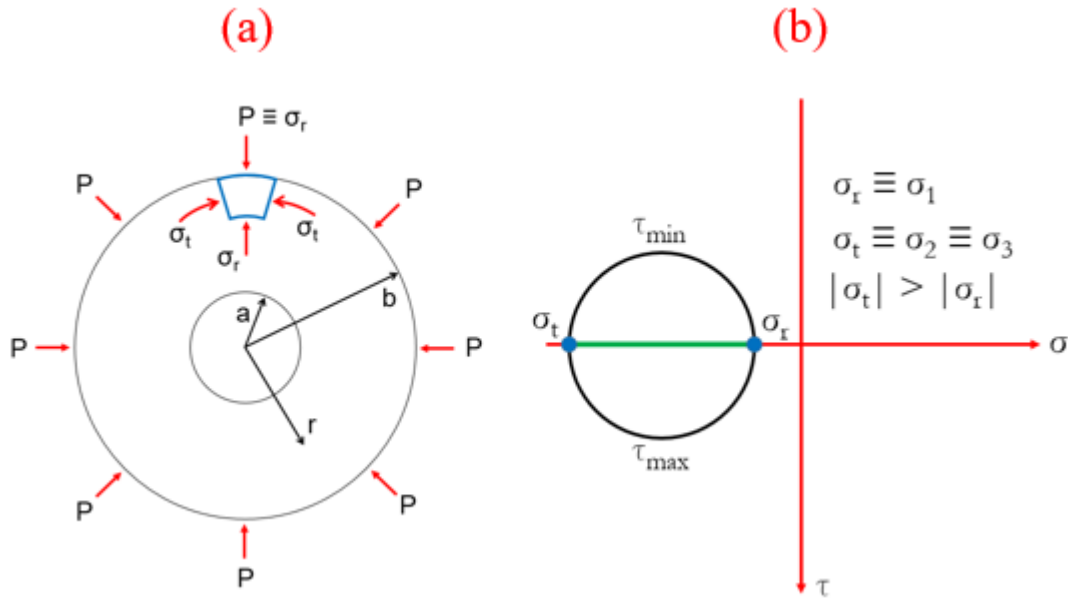 (a)
P ≡ σr
P
P
σt
σt
σr
a
b
P
P
r
P
P
P
(b)
σr ≡ σ1
σt ≡ σ2 ≡ σ3
|σt| > |σr|
τmin
σt
σr
σ
τmax
τ